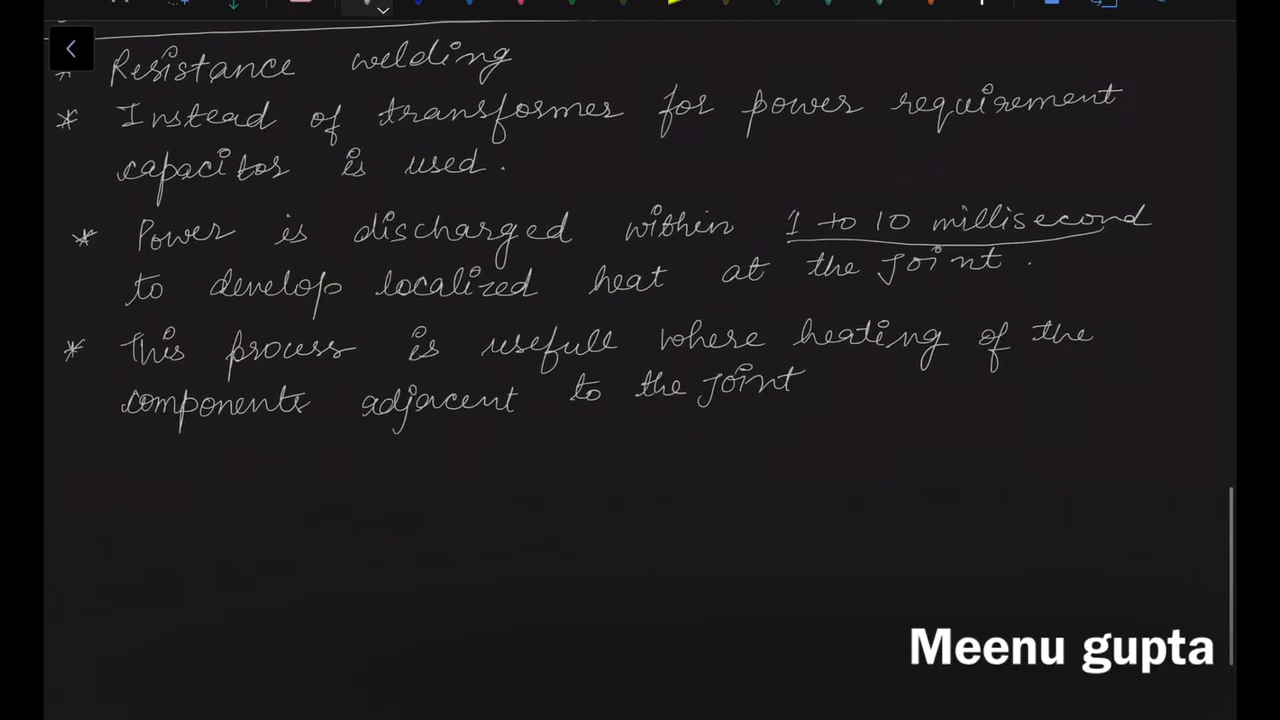 * Resistance welding
* Instead of transformer for power requirement
capacitor is used.
* Power is discharged within 1 to 10 millisecond
to develop localized heat at the joint.
* This process is usefull where heating of the
components adjacent to the joint
Meenu gupta